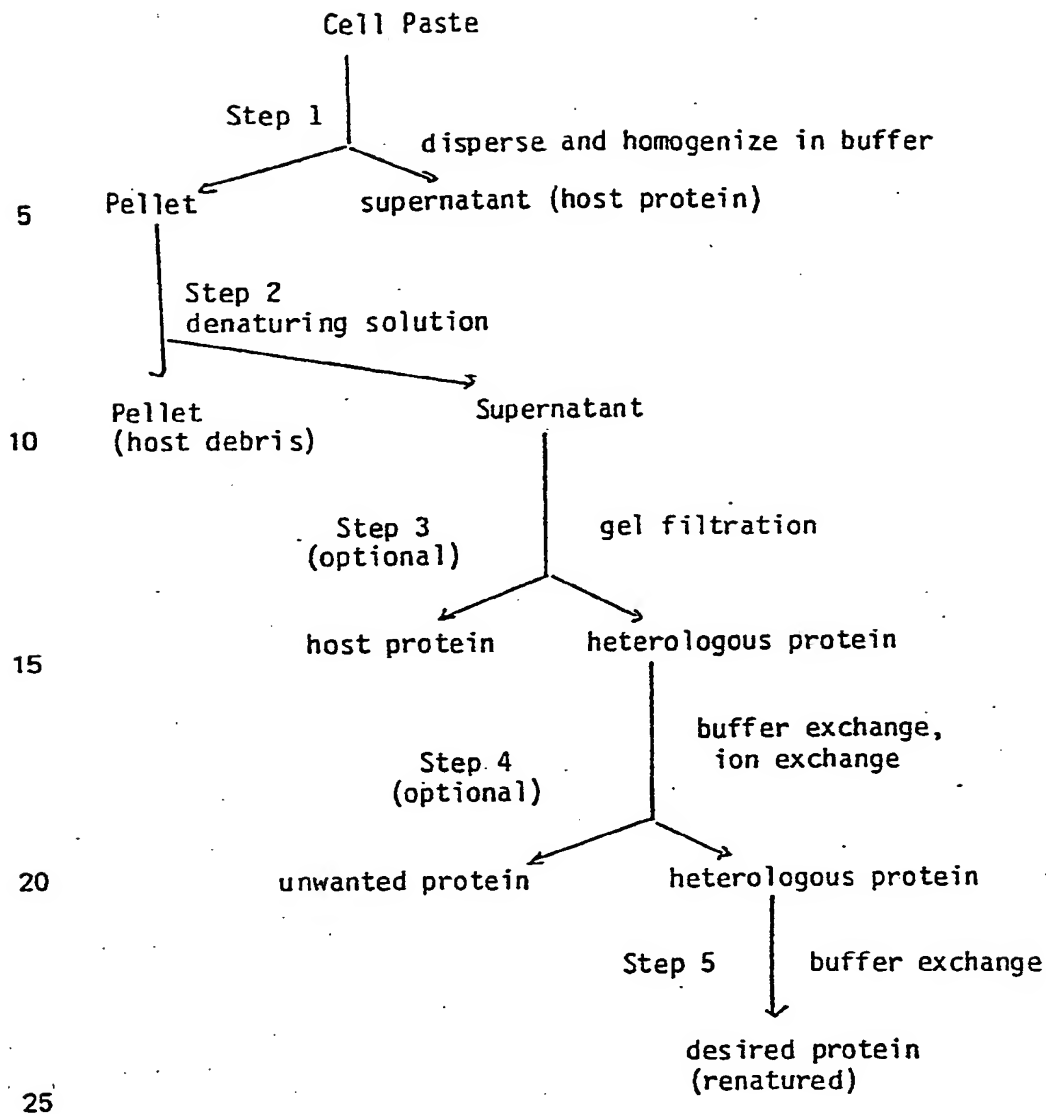 Cell Paste
Step 1
disperse and homogenize in buffer
5 Pellet supernatant (host protein)
Step 2
denaturing solution
Pellet Supernatant
10 (host debris)
Step 3 gel filtration
(optional)
host protein heterologous protein
15
buffer exchange,
ion exchange
Step 4
(optional)
20 unwanted protein heterologous protein
Step 5 buffer exchange
desired protein
(renatured)
25